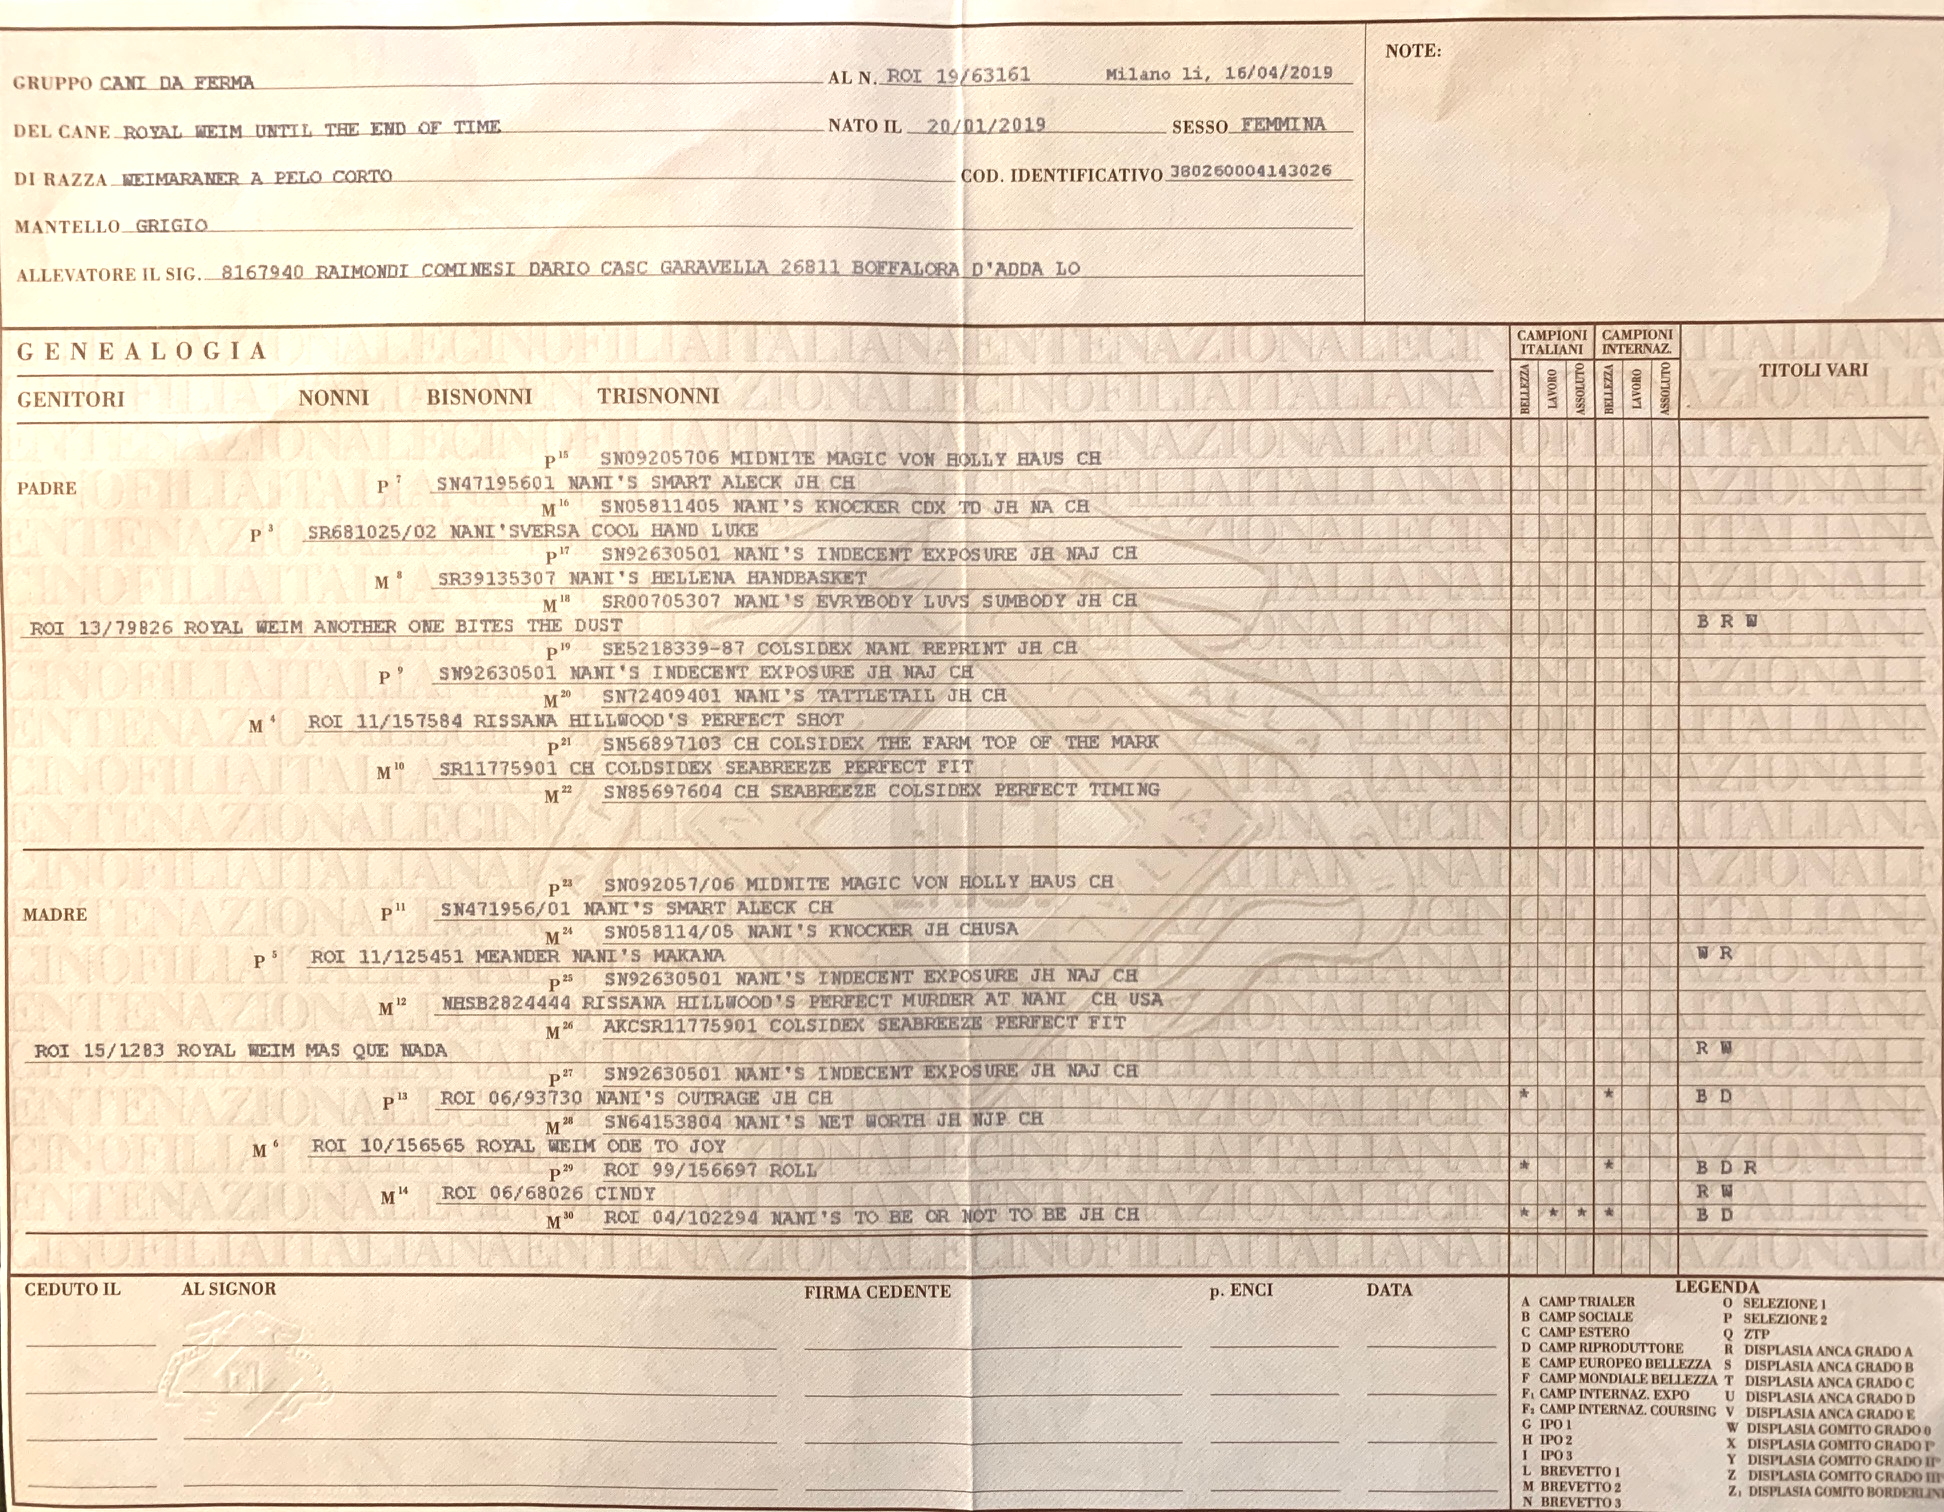 NOTE:
GRUPPO CANI DA FERMA AL N. ROI 19/63161 Milano li, 16/04/2019
DEL CANE ROYAL WEIM UNTIL THE END OF TIME NATO IL 20/01/2019 SESSO FEMMINA
DI RAZZA WEIMARANER A PELO CORTO COD. IDENTIFICATIVO 380260004143026
MANTELLO GRIGIO
ALLEVATORE IL SIG. 8167940 RAIMONDI COMINESI DARIO CASC GARAVELLA 26811 BOFFALORA D'ADDA LO
GENEALOGIA
CAMPIONI ITALIANI CAMPIONI INTERNAZ.
BELLEZZA LAVORO ASSOLUTO BELLEZZA LAVORO ASSOLUTO TITOLI VARI
GENITORI NONNI BISNONNI TRISNONNI
P 15 SN09205706 MIDNITE MAGIC VON HOLLY HAUS CH
PADRE P 7 SN47195601 NANI'S SMART ALECK JH CH
M 16 SN05811405 NANI'S KNOCKER CDX TD JH NA CH
P 3 SR681025/02 NANI'SVERSA COOL HAND LUKE
P 17 SN92630501 NANI'S INDECENT EXPOSURE JH NAJ CH
M 8 SR39135307 NANI'S HELLENA HANDBASKET
M 18 SR00705307 NANI'S EVRYBODY LUVS SUMBODY JH CH
ROI 13/79826 ROYAL WEIM ANOTHER ONE BITES THE DUST B R W
P 19 SE5218339-87 COLSIDEX NANI REPRINT JH CH
P 9 SN92630501 NANI'S INDECENT EXPOSURE JH NAJ CH
M 20 SN72409401 NANI'S TATTLETAIL JH CH
M 4 ROI 11/157584 RISSANA HILLWOOD'S PERFECT SHOT
P 21 SN56897103 CH COLSIDEX THE FARM TOP OF THE MARK
M 10 SR11775901 CH COLDSIDEX SEABREEZE PERFECT FIT
M 22 SN85697604 CH SEABREEZE COLSIDEX PERFECT TIMING
P 23 SN092057/06 MIDNITE MAGIC VON HOLLY HAUS CH
MADRE P 11 SN471956/01 NANI'S SMART ALECK CH
M 24 SN058114/05 NANI'S KNOCKER JH CHUSA
P 5 ROI 11/125451 MEANDER NANI'S MAKANA W R
P 25 SN92630501 NANI'S INDECENT EXPOSURE JH NAJ CH
M 12 NHSB2824444 RISSANA HILLWOOD'S PERFECT MURDER AT NANI CH USA
M 26 AKCSR11775901 COLSIDEX SEABREEZE PERFECT FIT
ROI 15/1283 ROYAL WEIM MAS QUE NADA R W
P 27 SN92630501 NANI'S INDECENT EXPOSURE JH NAJ CH
P 13 ROI 06/93730 NANI'S OUTRAGE JH CH * * B D
M 28 SN64153804 NANI'S NET WORTH JH NJP CH
M 6 ROI 10/156565 ROYAL WEIM ODE TO JOY
P 29 ROI 99/156697 ROLL * * B D R
M 14 ROI 06/68026 CINDY R W
M 30 ROI 04/102294 NANI'S TO BE OR NOT TO BE JH CH * * * * B D
CEDUTO IL AL SIGNOR FIRMA CEDENTE p. ENCI DATA
LEGENDA
A CAMP TRIALER O SELEZIONE 1
B CAMP SOCIALE P SELEZIONE 2
C CAMP ESTERO Q ZTP
D CAMP RIPRODUTTORE R DISPLASIA ANCA GRADO A
E CAMP EUROPEO BELLEZZA S DISPLASIA ANCA GRADO B
F CAMP MONDIALE BELLEZZA T DISPLASIA ANCA GRADO C
F1 CAMP INTERNAZ. EXPO U DISPLASIA ANCA GRADO D
F2 CAMP INTERNAZ. COURSING V DISPLASIA ANCA GRADO E
G IPO 1 W DISPLASIA GOMITO GRADO 0
H IPO 2 X DISPLASIA GOMITO GRADO I°
I IPO 3 Y DISPLASIA GOMITO GRADO II°
L BREVETTO 1 Z DISPLASIA GOMITO GRADO III°
M BREVETTO 2 Z1 DISPLASIA GOMITO BORDERLINE
N BREVETTO 3